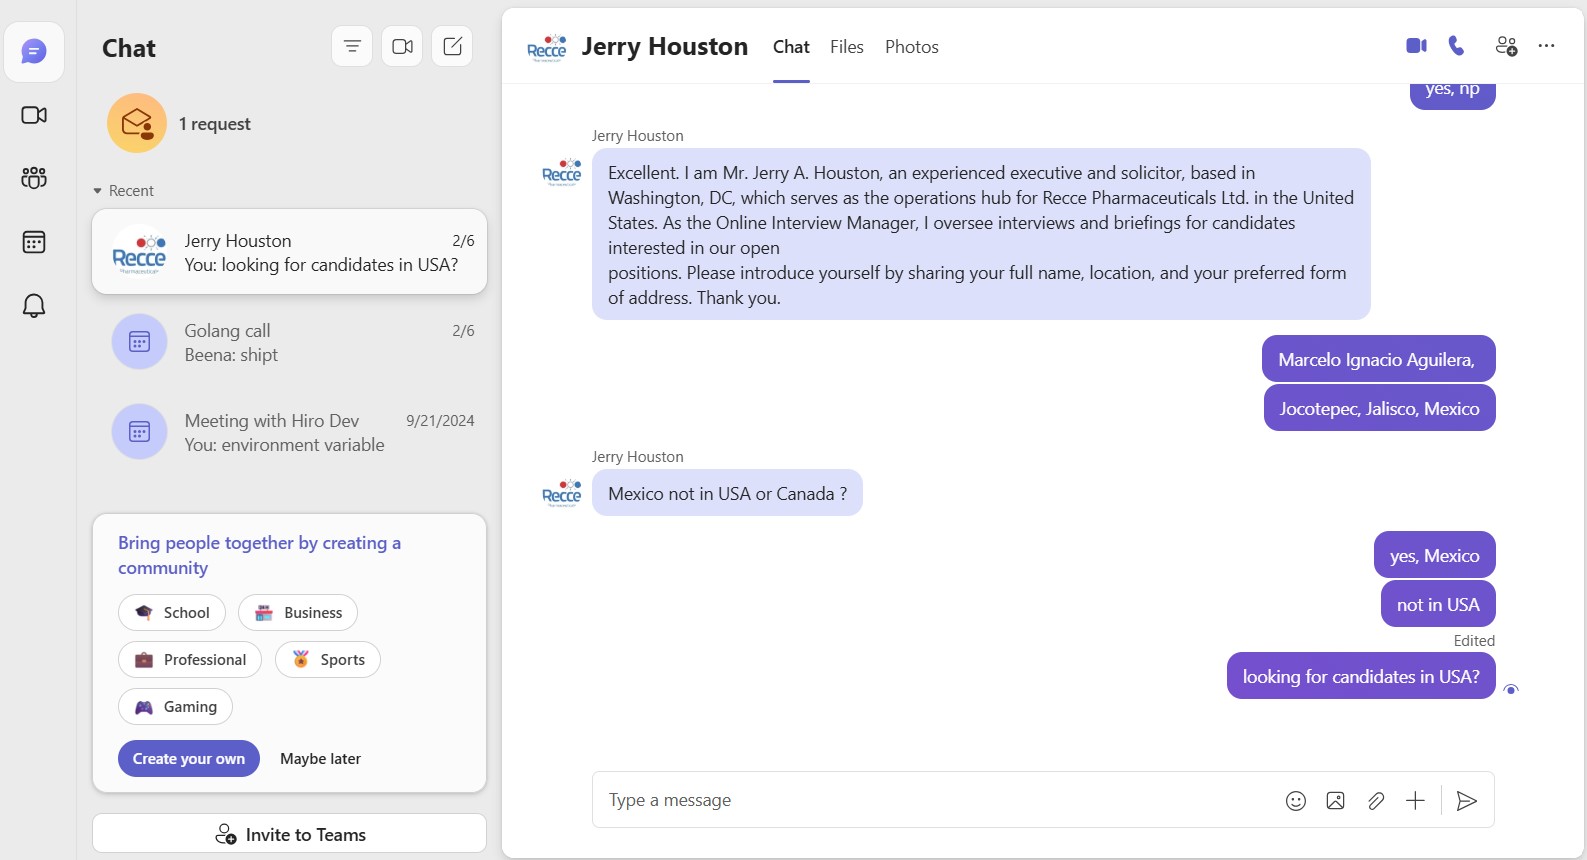 Chat
1 request
Recent
Jerry Houston 2/6
You: looking for candidates in USA?
Golang call 2/6
Beena: shipt
Meeting with Hiro Dev 9/21/2024
You: environment variable
Bring people together by creating a
community
School Business
Professional Sports
Gaming
Create your own Maybe later
Invite to Teams
Recce Jerry Houston Chat Files Photos
yes, np
Jerry Houston
Excellent. I am Mr. Jerry A. Houston, an experienced executive and solicitor, based in
Washington, DC, which serves as the operations hub for Recce Pharmaceuticals Ltd. in the United
States. As the Online Interview Manager, I oversee interviews and briefings for candidates
interested in our open
positions. Please introduce yourself by sharing your full name, location, and your preferred form
of address. Thank you.
Marcelo Ignacio Aguilera,
Jocotepec, Jalisco, Mexico
Jerry Houston
Mexico not in USA or Canada ?
yes, Mexico
not in USA
Edited
looking for candidates in USA?
Type a message